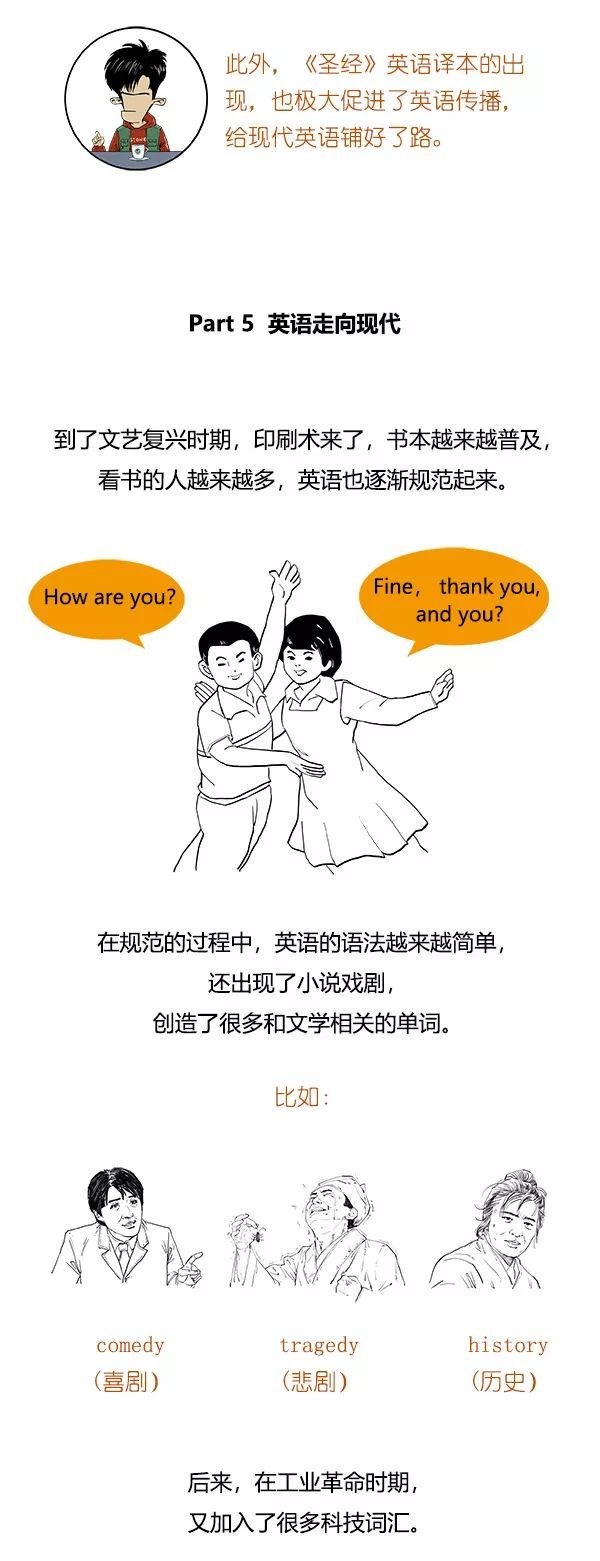 此外，《圣经》英语译本的出
现，也极大促进了英语传播，
给现代英语铺好了路。
Part 5 英语走向现代
到了文艺复兴时期，印刷术来了，书本越来越普及，
看书的人越来越多，英语也逐渐规范起来。
How are you?
Fine， thank you,
and you?
在规范的过程中，英语的语法越来越简单，
还出现了小说戏剧，
创造了很多和文学相关的单词。
比如：
comedy tragedy history
（喜剧） （悲剧） （历史）
后来，在工业革命时期，
又加入了很多科技词汇。